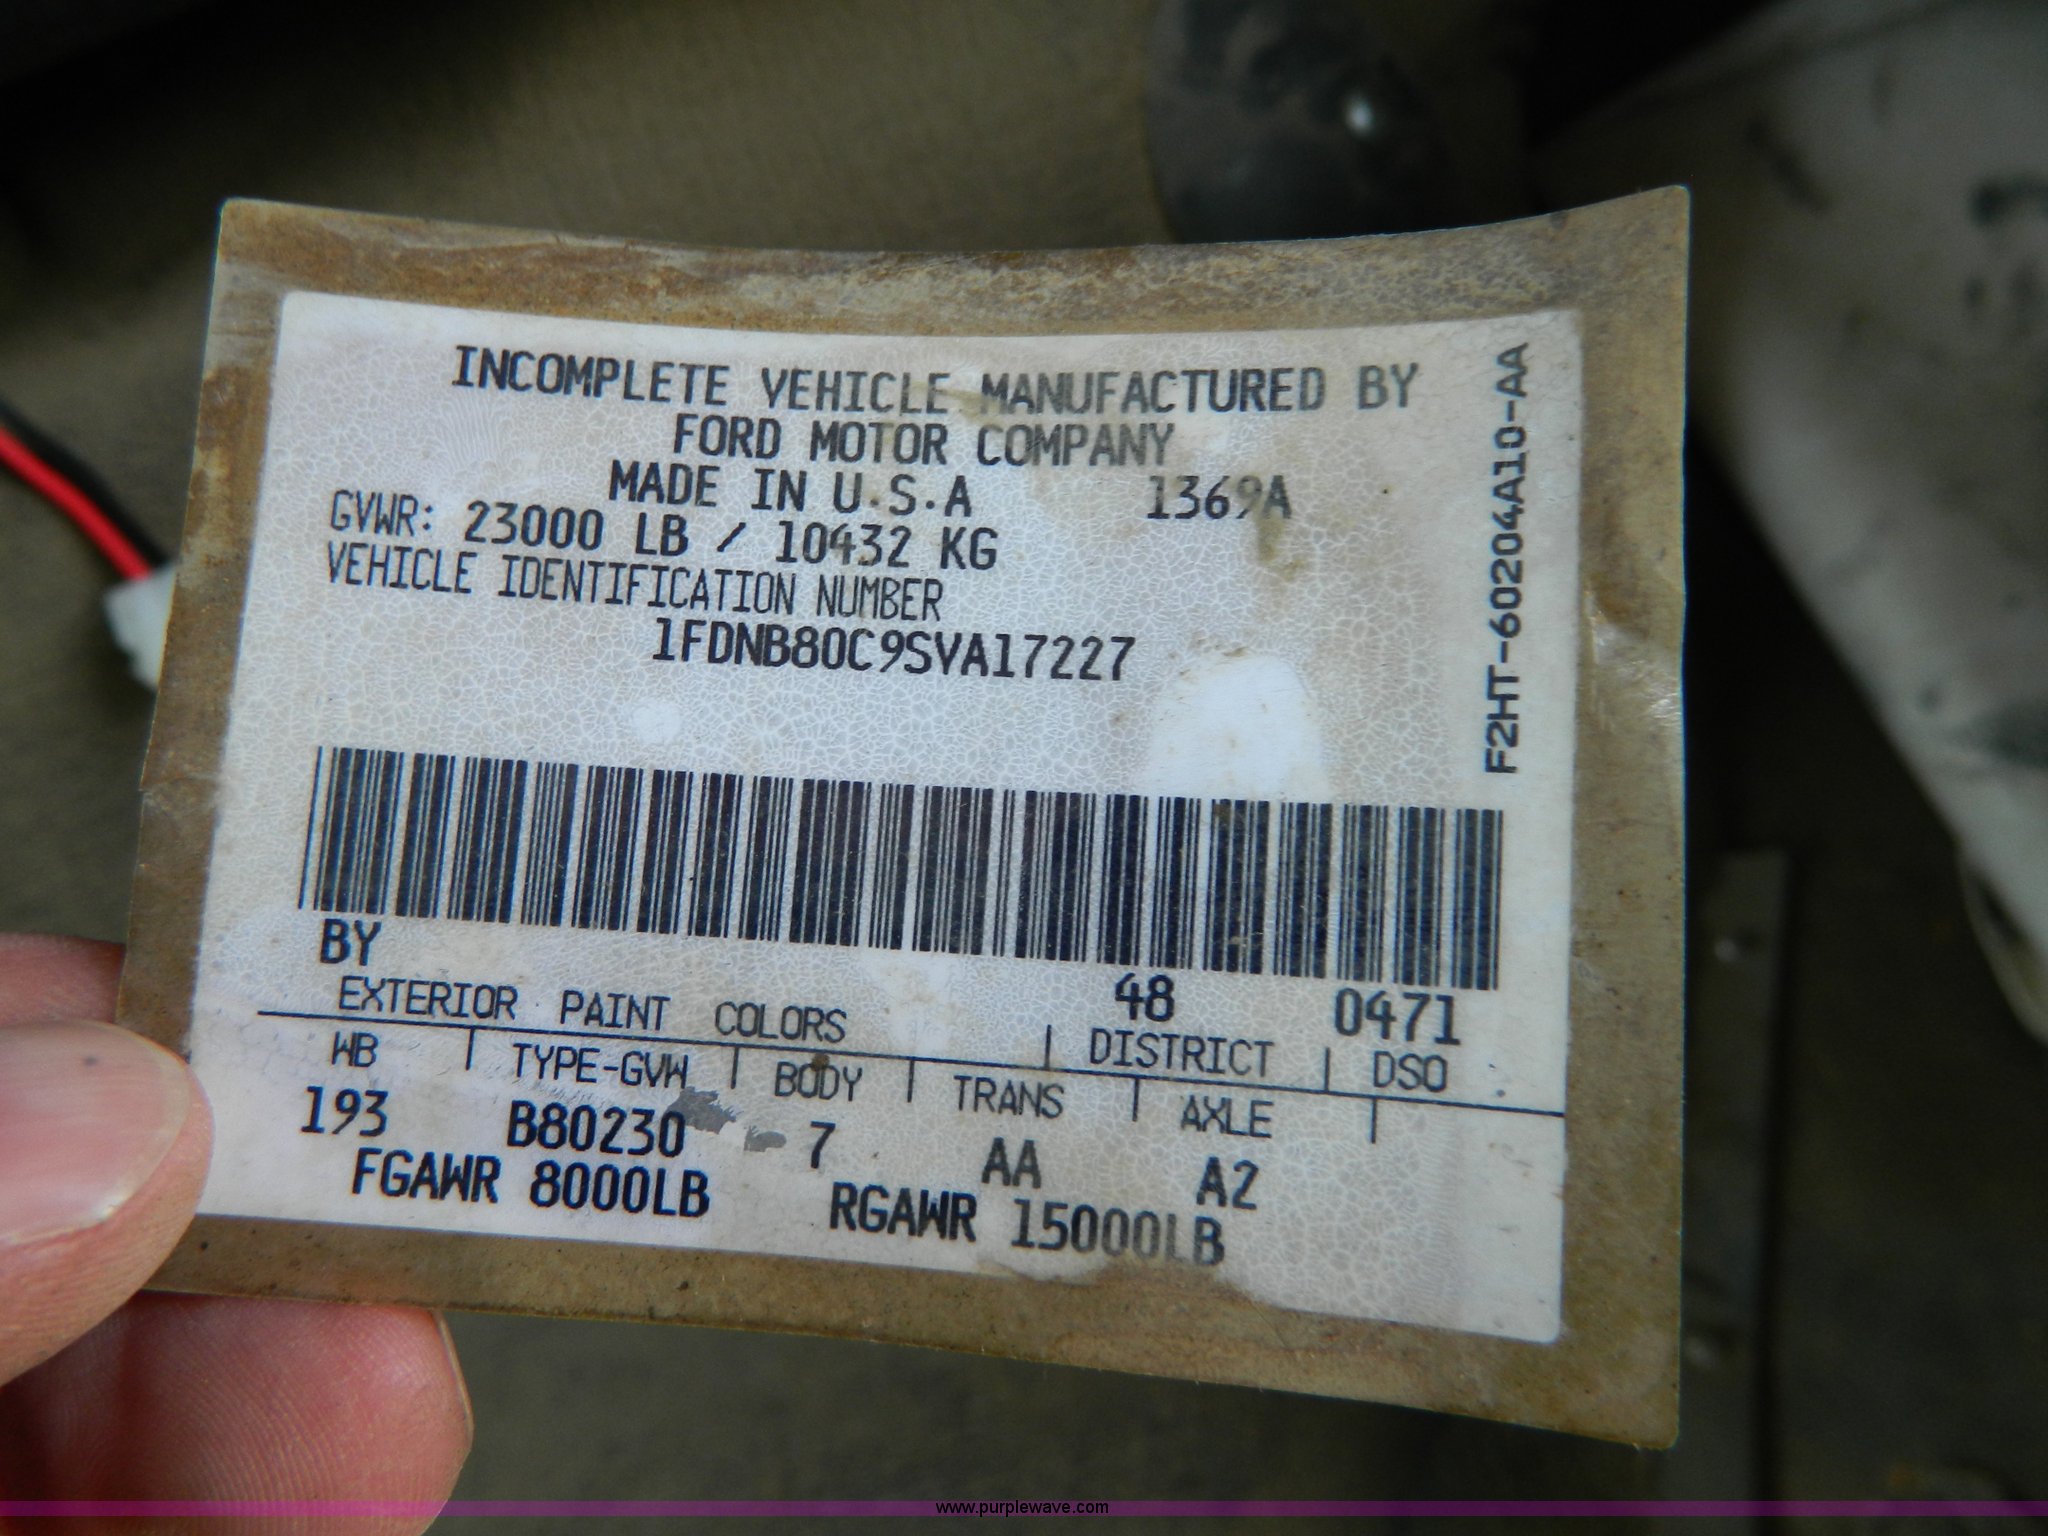 INCOMPLETE VEHICLE MANUFACTURED BY
FORD MOTOR COMPANY
MADE IN U.S.A 1369A
GVWR: 23000 LB / 10432 KG
VEHICLE IDENTIFICATION NUMBER
1FDNB80C9SVA17227
F2HT-60204A10-AA
BY 48 0471
EXTERIOR PAINT COLORS DISTRICT DSO
WB TYPE-GVW BODY TRANS AXLE
193 B80230 7 AA A2
FGAWR 8000LB RGAWR 15000LB
www.purplewave.com